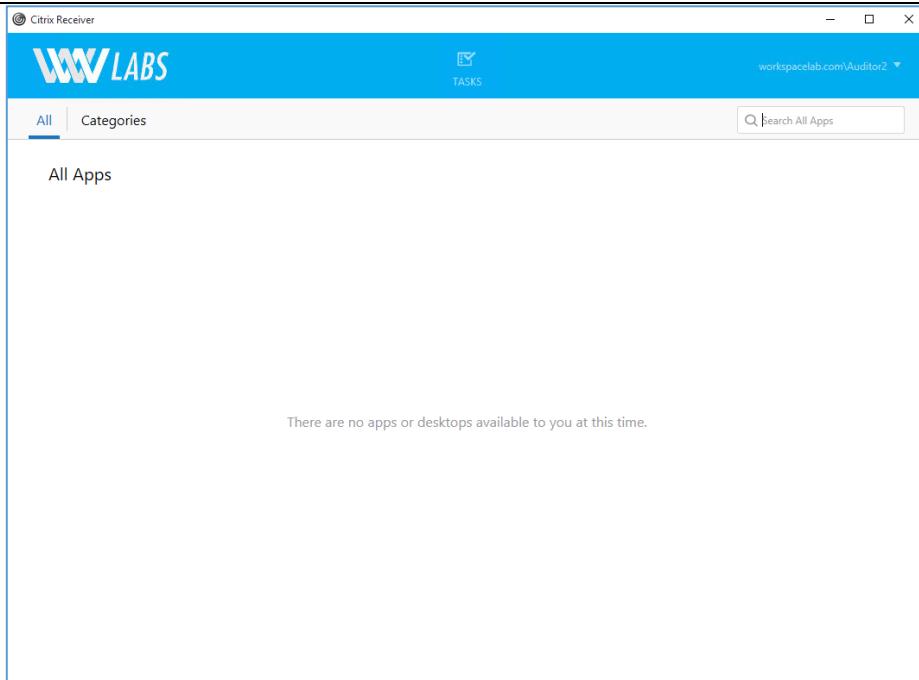 Citrix Receiver
WWV LABS
TASKS
workspacelab.com\Auditor2
All
Categories
Search All Apps
All Apps
There are no apps or desktops available to you at this time.